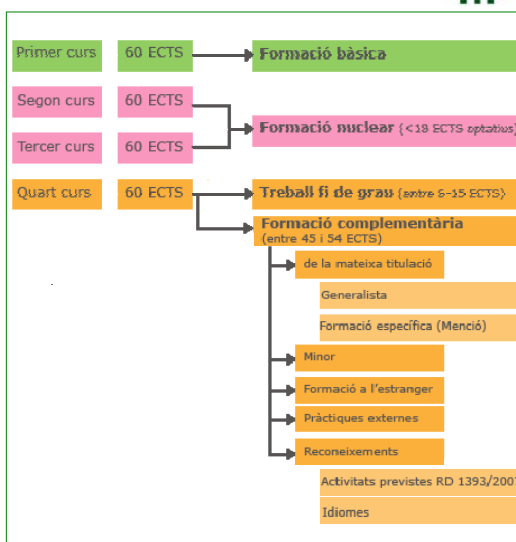 Primer curs 60 ECTS Formació bàsica
Segon curs 60 ECTS
Formació nuclear (<18 ECTS optatius)
Tercer curs 60 ECTS
Quart curs 60 ECTS Treball fi de grau (entre 6-15 ECTS)
Formació complementària
(entre 45 i 54 ECTS)
de la mateixa titulació
Generalista
Formació específica (Menció)
Minor
Formació a l'estranger
Pràctiques externes
Reconeixements
Activitats previstes RD 1393/2007
Idiomes